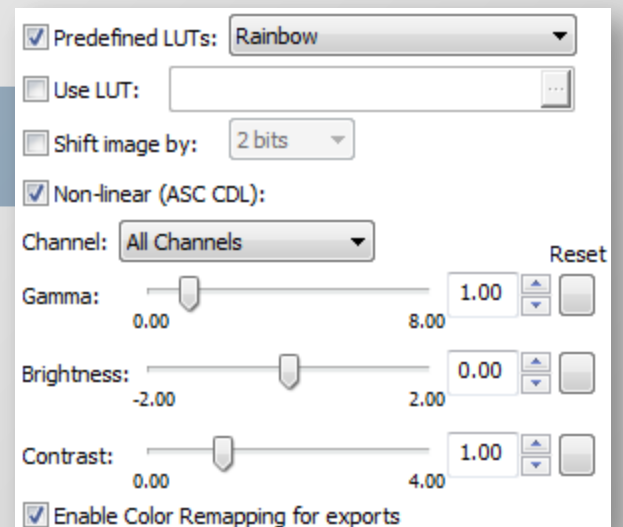 Predefined LUTs: Rainbow
Use LUT: ...
Shift image by: 2 bits
Non-linear (ASC CDL):
Channel: All Channels
Reset
Gamma: 1.00
0.00 8.00
Brightness: 0.00
-2.00 2.00
Contrast: 1.00
0.00 4.00
Enable Color Remapping for exports